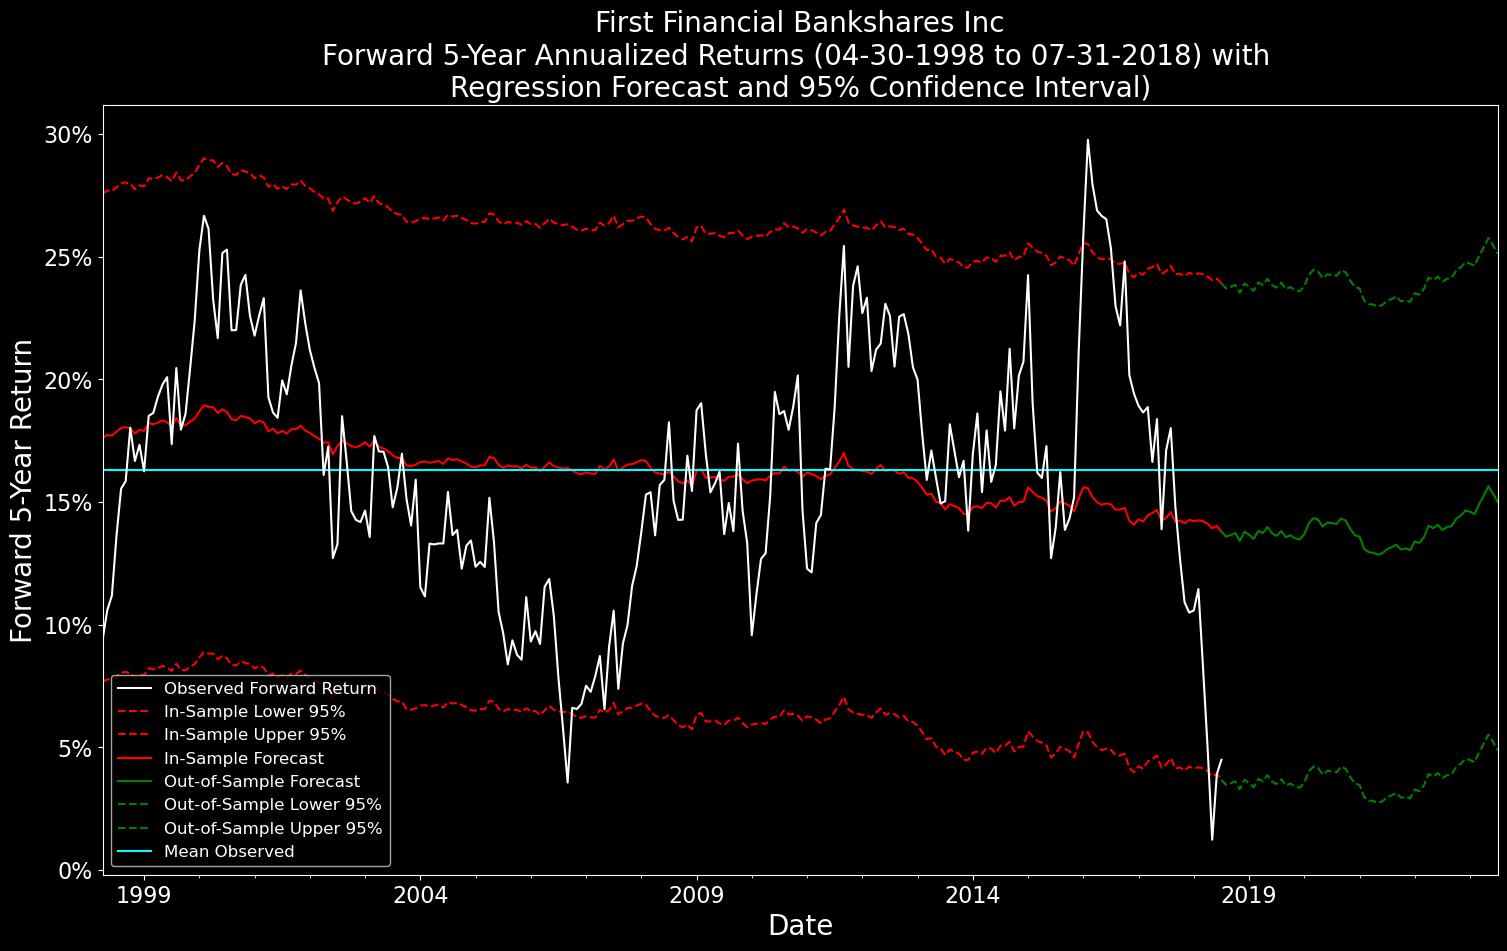 First Financial Bankshares Inc
Forward 5-Year Annualized Returns (04-30-1998 to 07-31-2018) with
Regression Forecast and 95% Confidence Interval)
Forward 5-Year Return
30%
25%
20%
15%
10%
5%
0%
Observed Forward Return
In-Sample Lower 95%
In-Sample Upper 95%
In-Sample Forecast
Out-of-Sample Forecast
Out-of-Sample Lower 95%
Out-of-Sample Upper 95%
Mean Observed
1999 2004 2009 2014 2019
Date